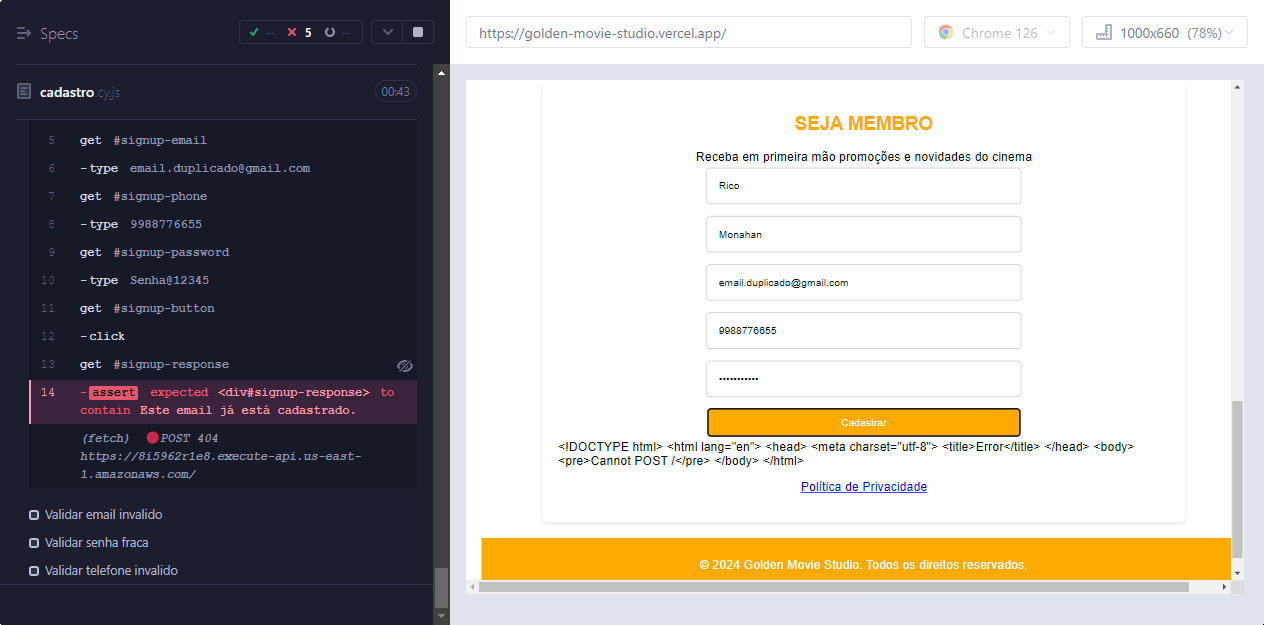 Specs
-- 5 --
cadastro.cy.js 00:43
5 get #signup-email
6 -type email.duplicado@gmail.com
7 get #signup-phone
8 -type 9988776655
9 get #signup-password
10 -type Senha@12345
11 get #signup-button
12 -click
13 get #signup-response
14 -assert expected <div#signup-response> to
contain Este email já está cadastrado.
(fetch) POST 404
https://8i5962r1e8.execute-api.us-east-
1.amazonaws.com/
Validar email invalido
Validar senha fraca
Validar telefone invalido
https://golden-movie-studio.vercel.app/
Chrome 126
1000x660 (78%)
SEJA MEMBRO
Receba em primeira mão promoções e novidades do cinema
Rico
Monahan
email.duplicado@gmail.com
9988776655
•••••••••••
Cadastrar
<!DOCTYPE html> <html lang="en"> <head> <meta charset="utf-8"> <title>Error</title> </head> <body>
<pre>Cannot POST /</pre> </body> </html>
Política de Privacidade
© 2024 Golden Movie Studio. Todos os direitos reservados.